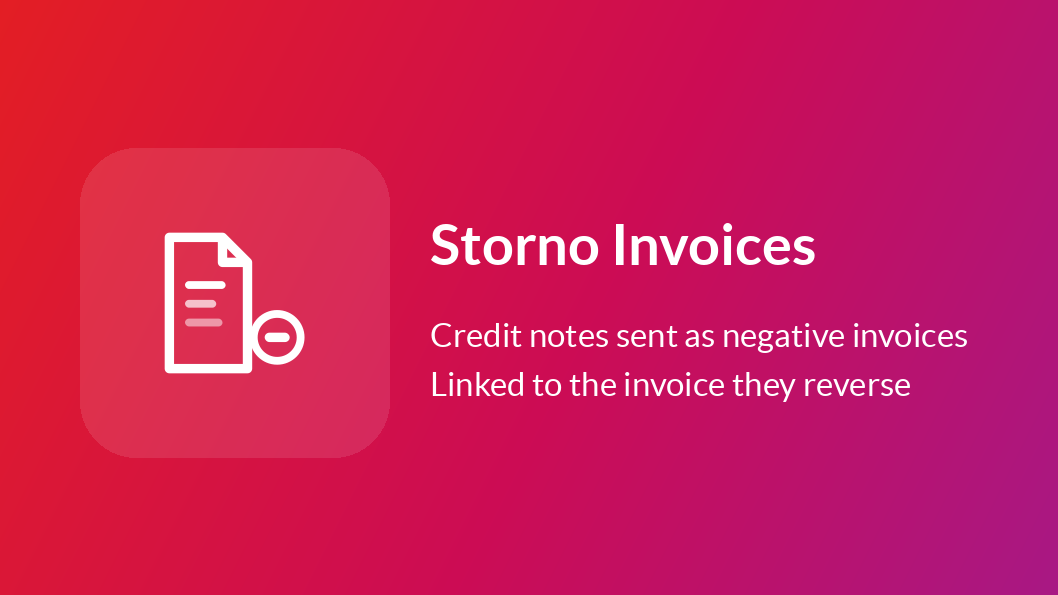 Storno Invoices
Credit notes sent as negative invoices
Linked to the invoice they reverse